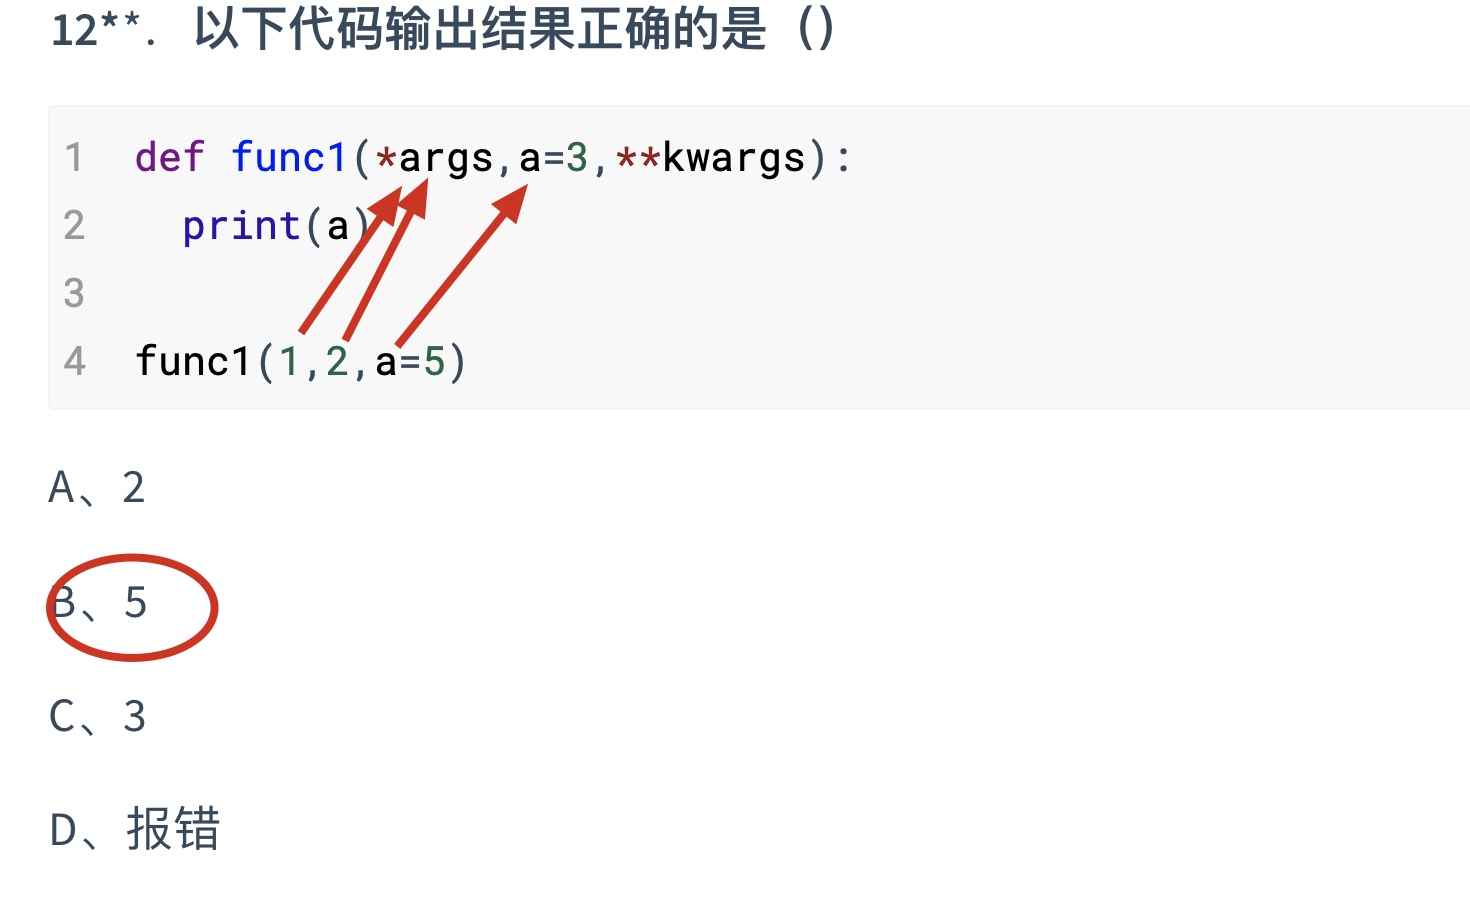 12**. 以下代码输出结果正确的是（）
1 def func1(*args,a=3,**kwargs):
2   print(a)
3
4 func1(1,2,a=5)
A、2
B、5
C、3
D、报错